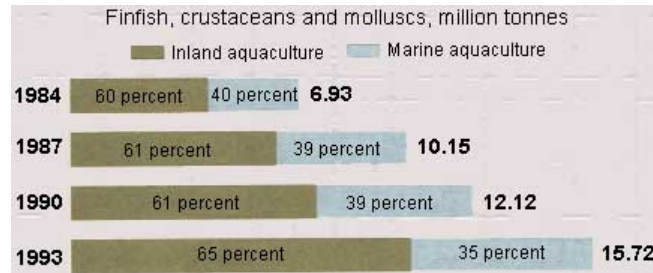 Finfish, crustaceans and molluscs, million tonnes
Inland aquaculture Marine aquaculture
1984 60 percent 40 percent 6.93
1987 61 percent 39 percent 10.15
1990 61 percent 39 percent 12.12
1993 65 percent 35 percent 15.72